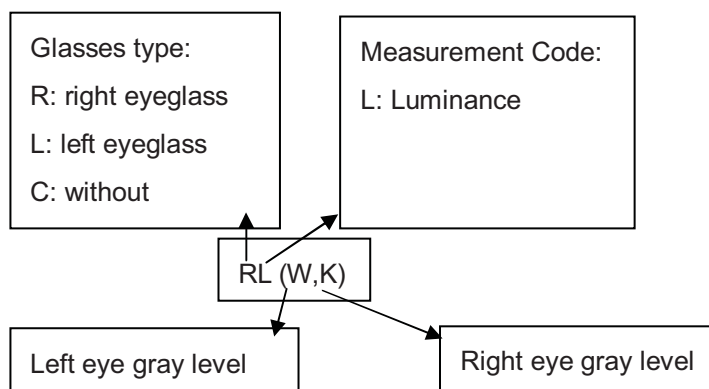 Glasses type:
R: right eyeglass
L: left eyeglass
C: without
Measurement Code:
L: Luminance
RL (W,K)
Left eye gray level
Right eye gray level